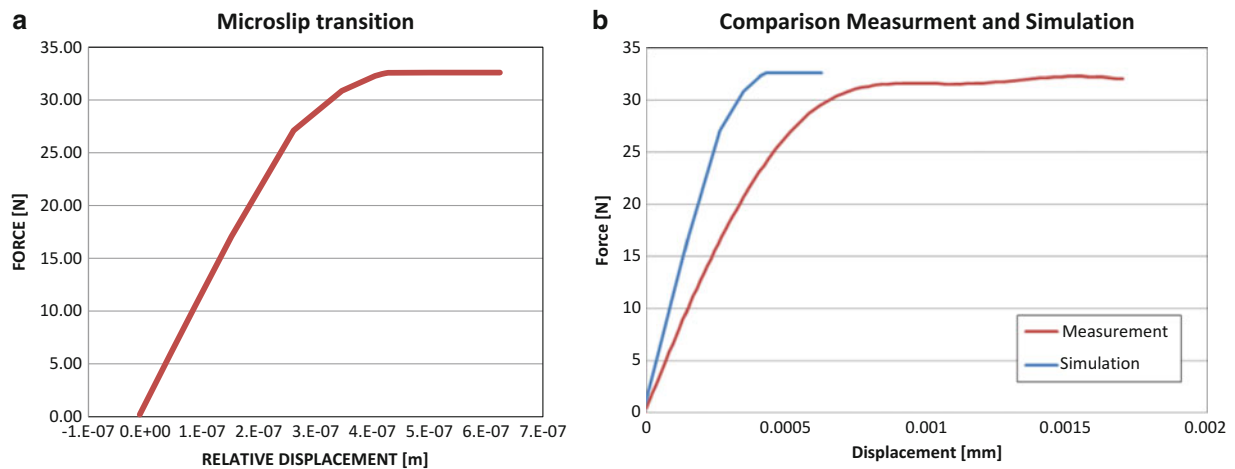 a
Microslip transition
35.00
30.00
25.00
20.00
15.00
10.00
5.00
0.00
FORCE [N]
-1.E-07 0.E+00 1.E-07 2.E-07 3.E-07 4.E-07 5.E-07 6.E-07 7.E-07
RELATIVE DISPLACEMENT [m]
b
Comparison Measurment and Simulation
35
30
25
20
15
10
5
0
Force [N]
Measurement
Simulation
0 0.0005 0.001 0.0015 0.002
Displacement [mm]